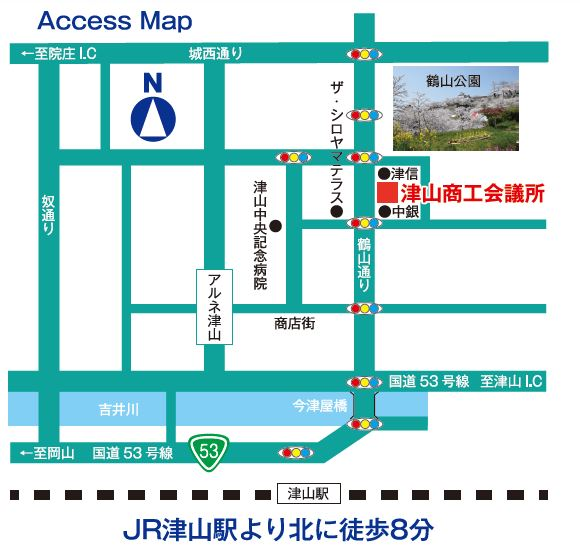 Access Map
←至院庄 I.C
城西通り
N
ザ・シロヤマテラス
鶴山公園
津信
津山商工会議所
中銀
奴通り
津山中央記念病院
鶴山通り
アルネ津山
商店街
国道53号線 至津山 I.C
吉井川
今津屋橋
←至岡山 国道53号線
53
津山駅
JR津山駅より北に徒歩8分